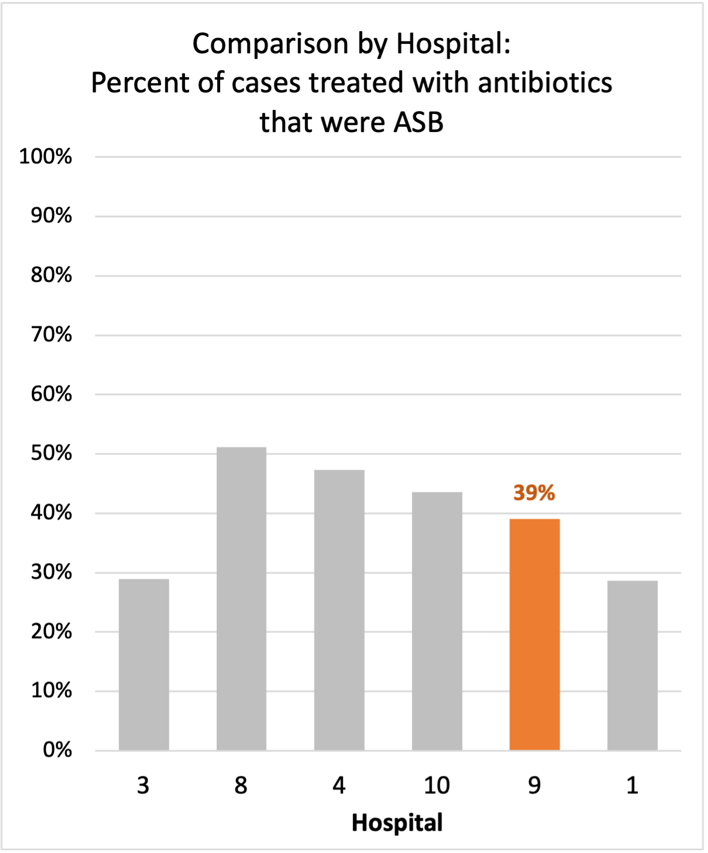 Comparison by Hospital:
Percent of cases treated with antibiotics
that were ASB
100%
90%
80%
70%
60%
50%
39%
40%
30%
20%
10%
0%
3 8 4 10 9 1
Hospital